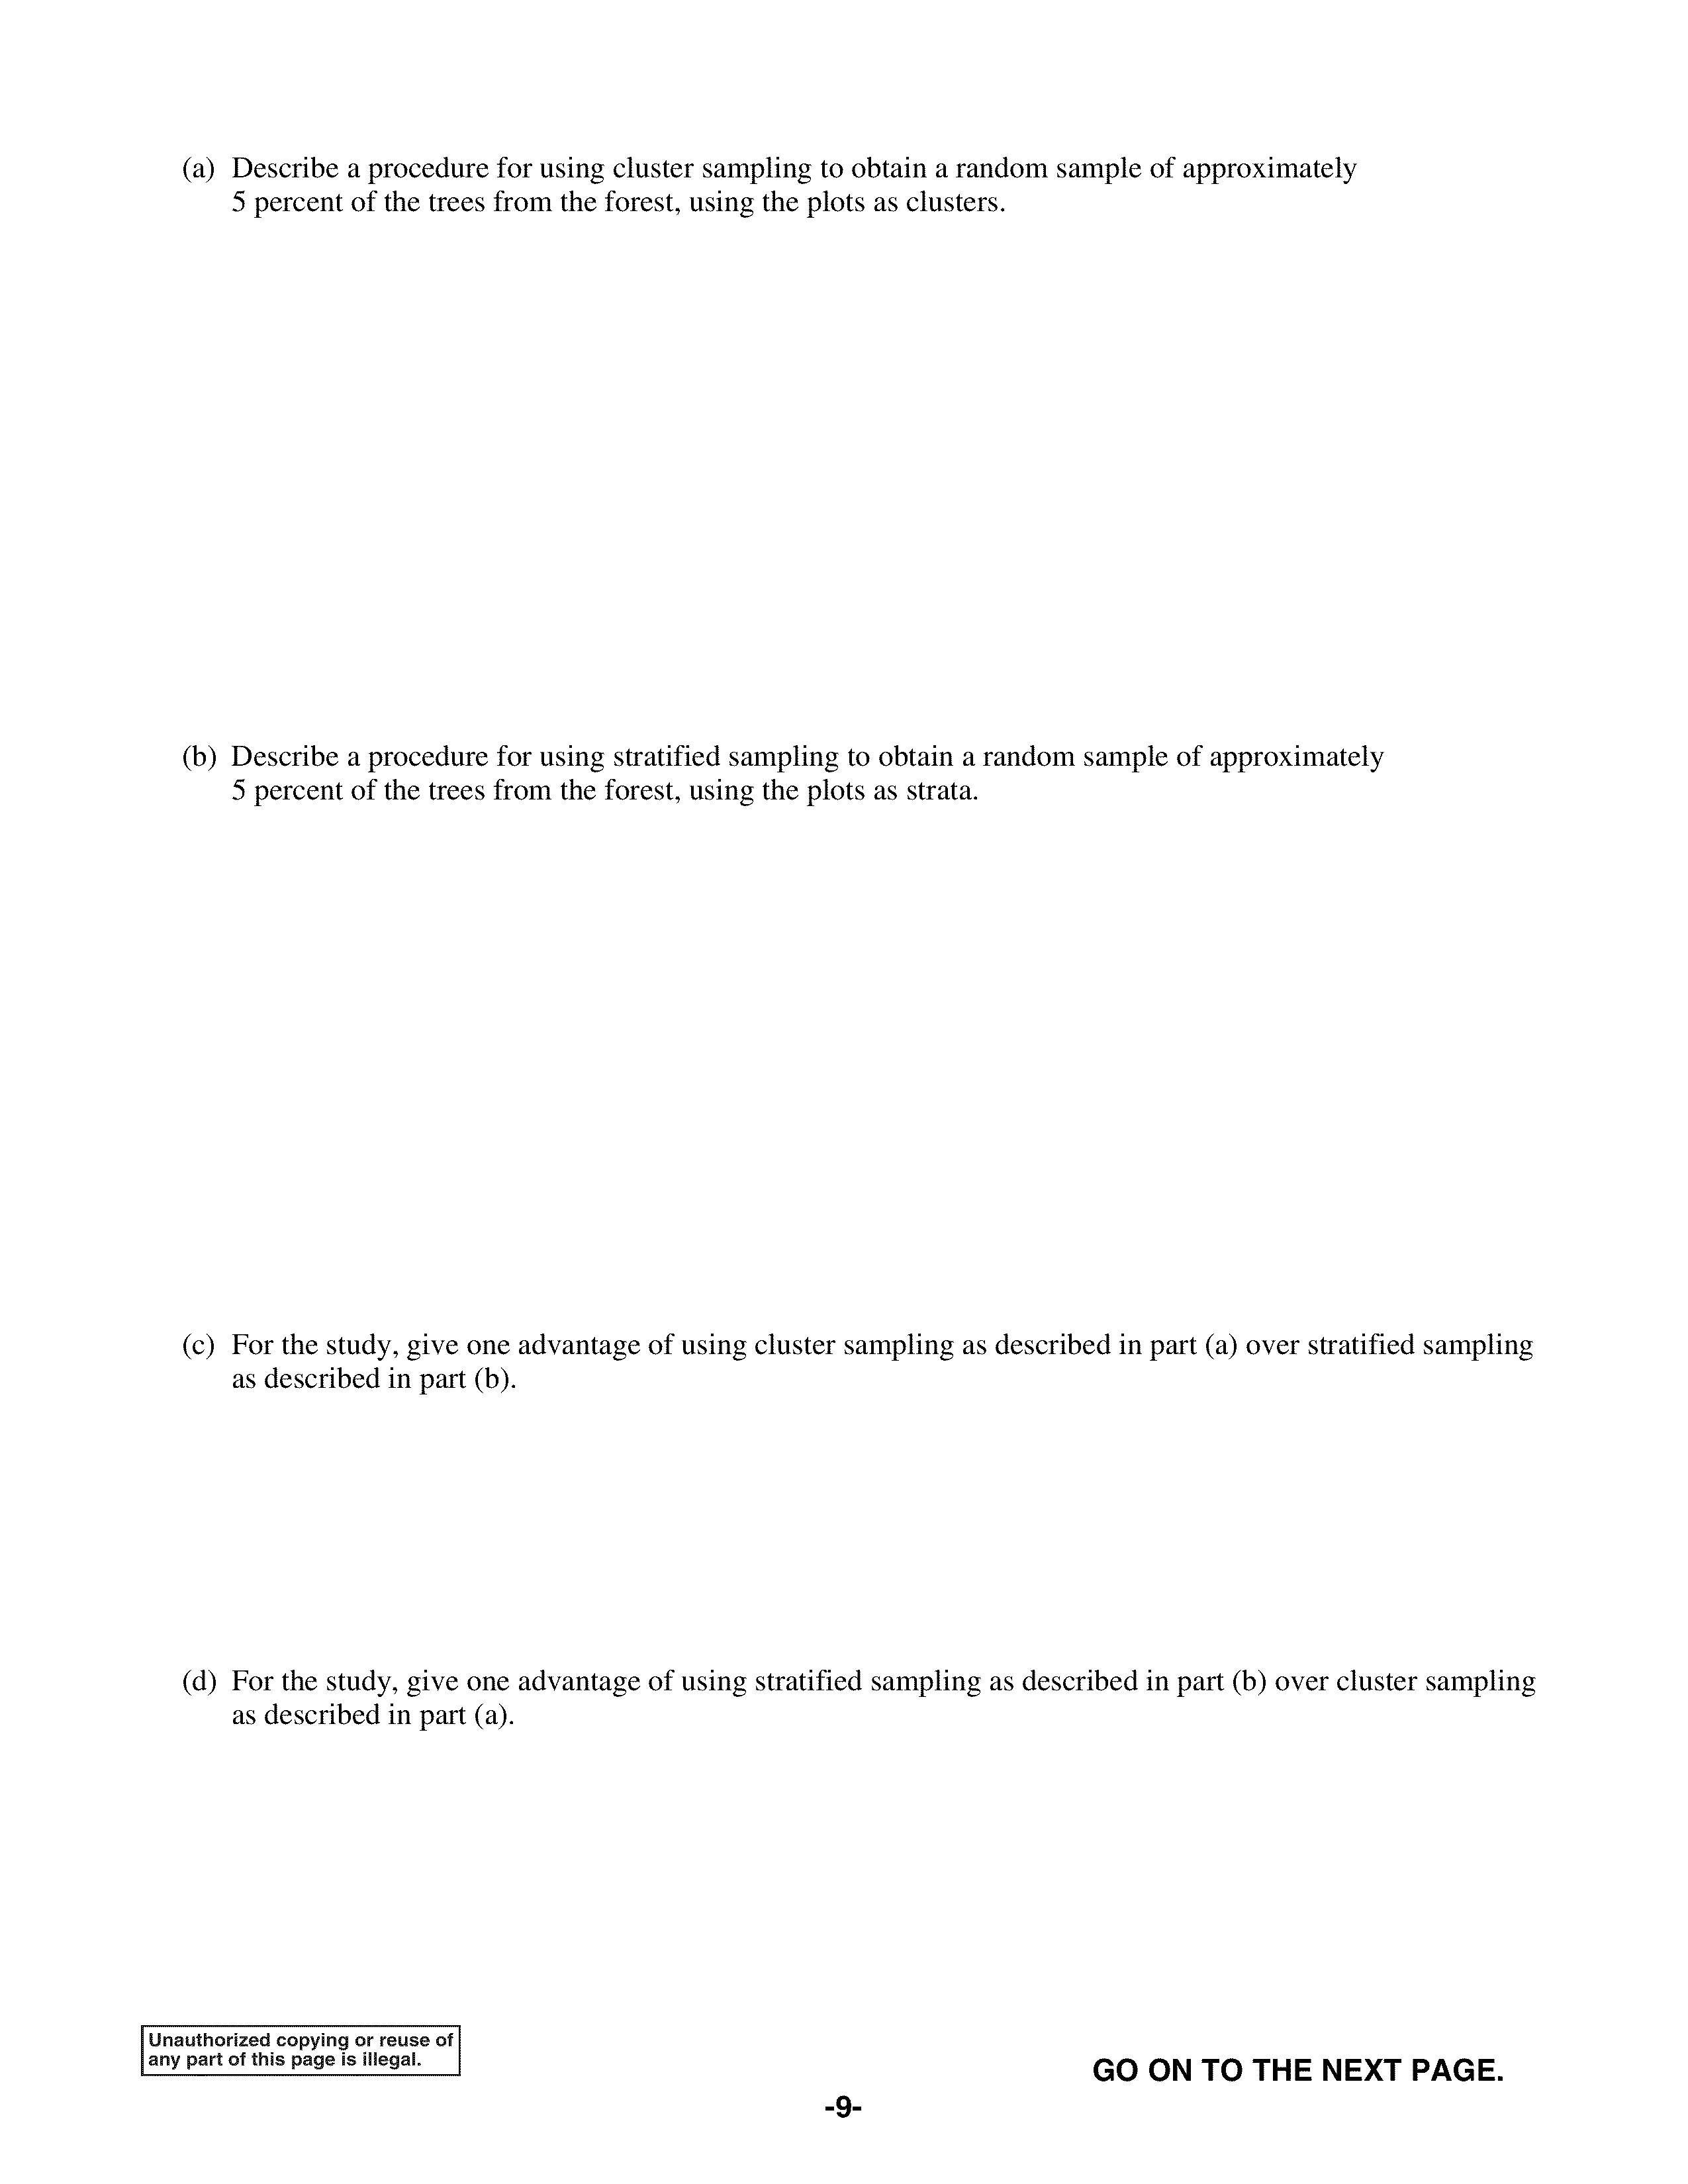 (a) Describe a procedure for using cluster sampling to obtain a random sample of approximately
5 percent of the trees from the forest, using the plots as clusters.
(b) Describe a procedure for using stratified sampling to obtain a random sample of approximately
5 percent of the trees from the forest, using the plots as strata.
(c) For the study, give one advantage of using cluster sampling as described in part (a) over stratified sampling
as described in part (b).
(d) For the study, give one advantage of using stratified sampling as described in part (b) over cluster sampling
as described in part (a).
Unauthorized copying or reuse of
any part of this page is illegal.
GO ON TO THE NEXT PAGE.
-9-